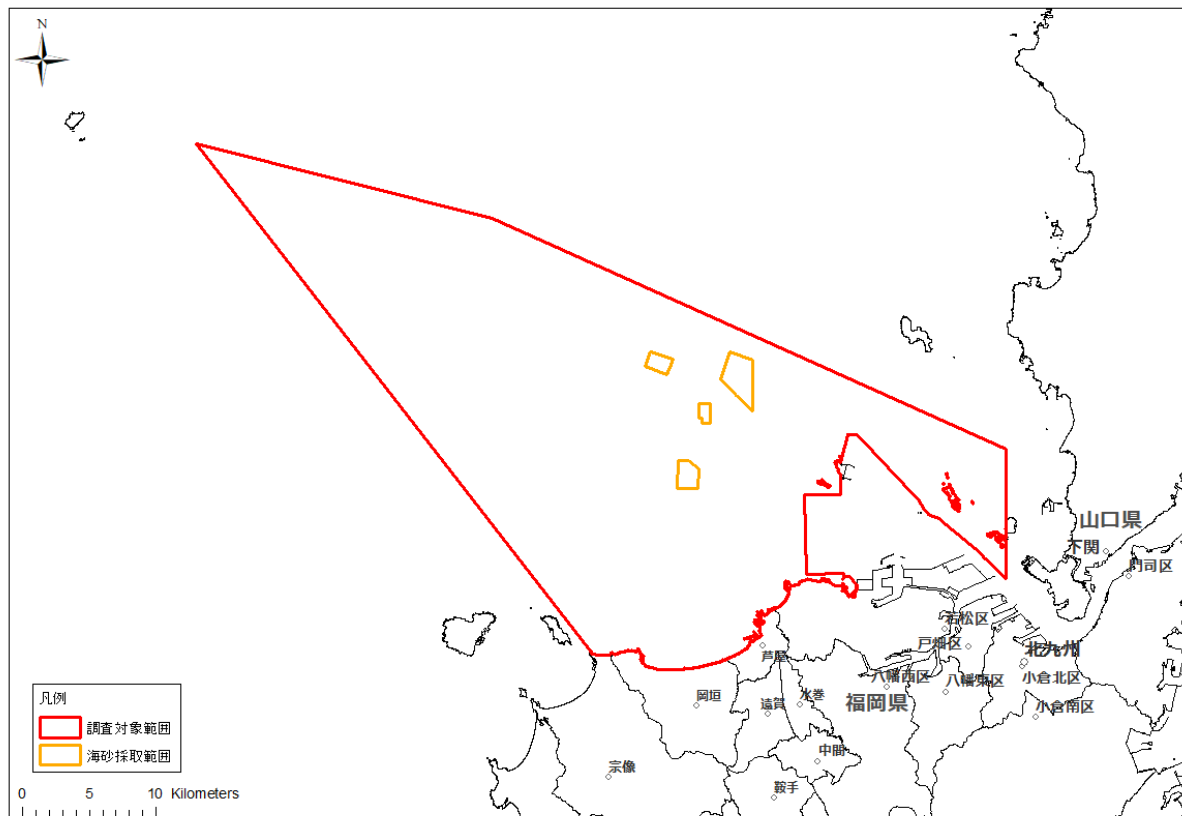 N
山口県
下関
門司区
若松区
戸畑区
北九州
芦屋
小倉北区
八幡西区
八幡東区
岡垣
水巻
遠賀
福岡県
小倉南区
中間
宗像
鞍手
凡例
調査対象範囲
海砂採取範囲
0 5 10 Kilometers